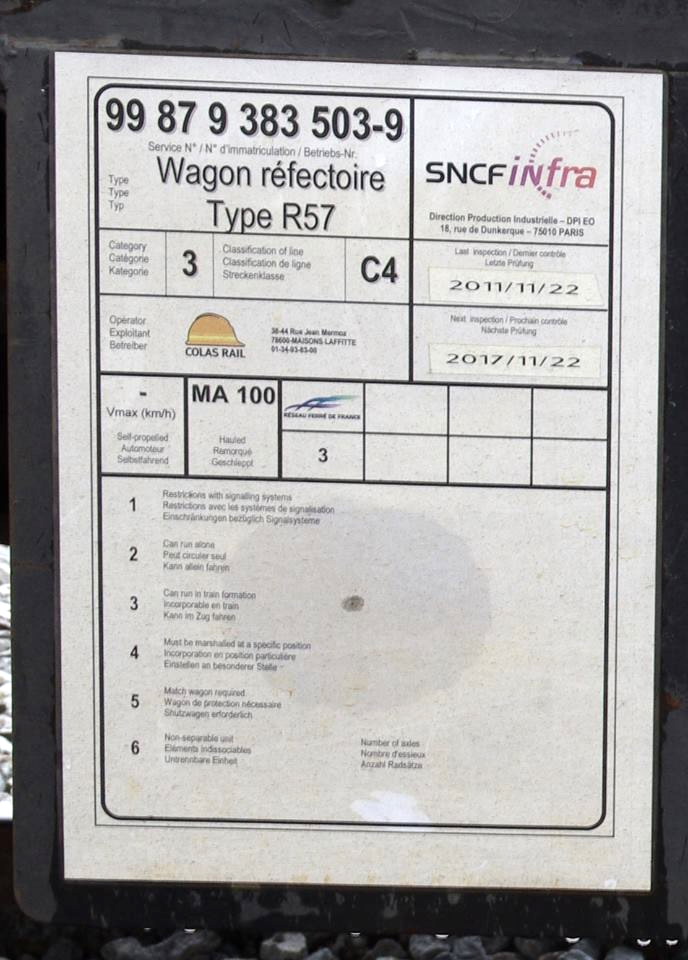 99 87 9 383 503-9
Service N° / N° d'immatriculation / Betriebs-Nr.
Type
Type
Typ
Wagon réfectoire
Type R57
SNCF infra
Direction Production Industrielle – DPI EO
18, rue de Dunkerque – 75010 PARIS
Category
Catégorie
Kategorie
3
Classification of line
Classification de ligne
Streckenklasse
C4
Last inspection / Dernier contrôle
Letzte Prüfung
2011/11/22
Operator
Exploitant
Betreiber
COLAS RAIL
38-44 Rue Jean Mermoz
78600-MAISONS LAFFITTE
01-34-93-83-00
Next inspection / Prochain contrôle
Nächste Prüfung
2017/11/22
-
Vmax (km/h)
Self-propelled
Automoteur
Selbstfahrend
MA 100
Hauled
Remorqué
Geschleppt
RÉSEAU FERRÉ DE FRANCE
3
1
Restrictions with signalling systems
Restrictions avec les systèmes de signalisation
Einschränkungen bezüglich Signalsysteme
2
Can run alone
Peut circuler seul
Kann allein fahren
3
Can run in train formation
Incorporable en train
Kann im Zug fahren
4
Must be marshalled at a specific position
Incorporation en position particulière
Einstellen an besonderer Stelle
5
Match wagon required
Wagon de protection nécessaire
Shutzwagen erforderlich
6
Non-separable unit
Eléments indissociables
Untrennbare Einheit
Number of axles
Nombre d'essieux
Anzahl Radsätze